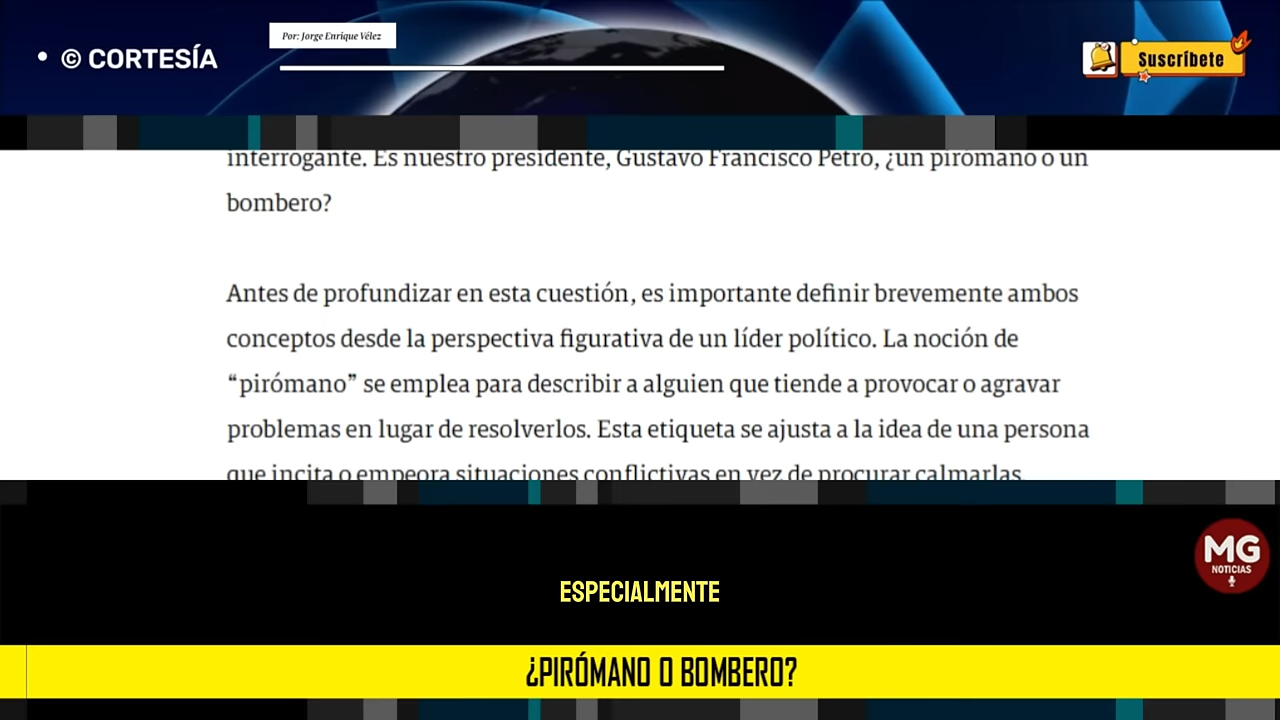 Por: Jorge Enrique Vélez
• © CORTESÍA
Suscríbete
interrogante. Es nuestro presidente, Gustavo Francisco Petro, ¿un pirómano o un
bombero?
Antes de profundizar en esta cuestión, es importante definir brevemente ambos
conceptos desde la perspectiva figurativa de un líder político. La noción de
“pirómano” se emplea para describir a alguien que tiende a provocar o agravar
problemas en lugar de resolverlos. Esta etiqueta se ajusta a la idea de una persona
que incita o empeora situaciones conflictivas en vez de procurar calmarlas.
MG
NOTICIAS
ESPECIALMENTE
¿PIRÓMANO O BOMBERO?